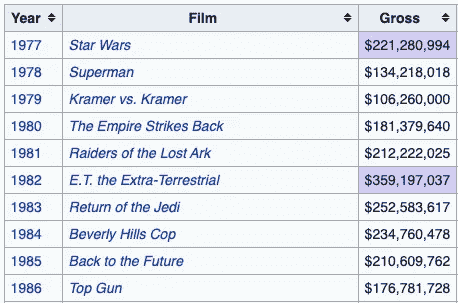 Year Film Gross
1977 Star Wars $221,280,994
1978 Superman $134,218,018
1979 Kramer vs. Kramer $106,260,000
1980 The Empire Strikes Back $181,379,640
1981 Raiders of the Lost Ark $212,222,025
1982 E.T. the Extra-Terrestrial $359,197,037
1983 Return of the Jedi $252,583,617
1984 Beverly Hills Cop $234,760,478
1985 Back to the Future $210,609,762
1986 Top Gun $176,781,728